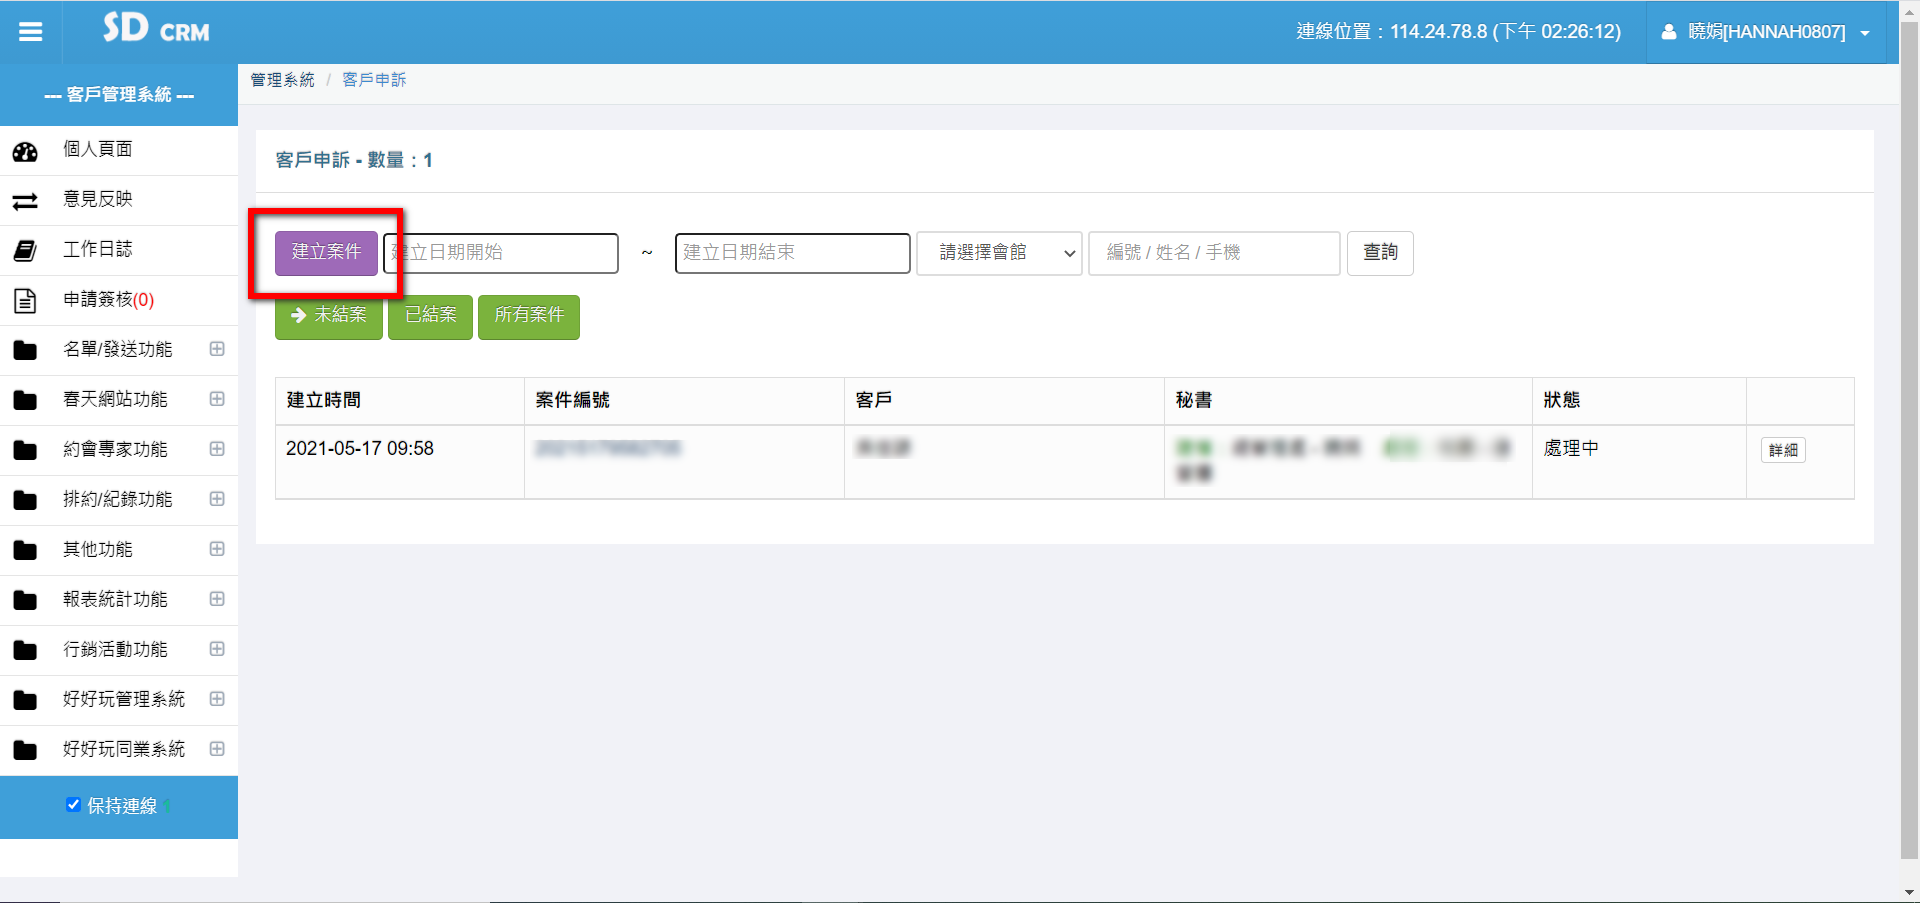 SD CRM
連線位置：114.24.78.8 (下午 02:26:12)
曉娟[HANNAH0807]
--- 客戶管理系統 ---
管理系統 / 客戶申訴
個人頁面
意見反映
工作日誌
申請簽核(0)
名單/發送功能
春天網站功能
約會專家功能
排約/紀錄功能
其他功能
報表統計功能
行銷活動功能
好好玩管理系統
好好玩同業系統
保持連線
客戶申訴 - 數量：1
建立案件 建立日期開始 ~ 建立日期結束 請選擇會館 編號 / 姓名 / 手機 查詢
未結案 已結案 所有案件
建立時間 案件編號 客戶 秘書 狀態
2021-05-17 09:58 處理中 詳細